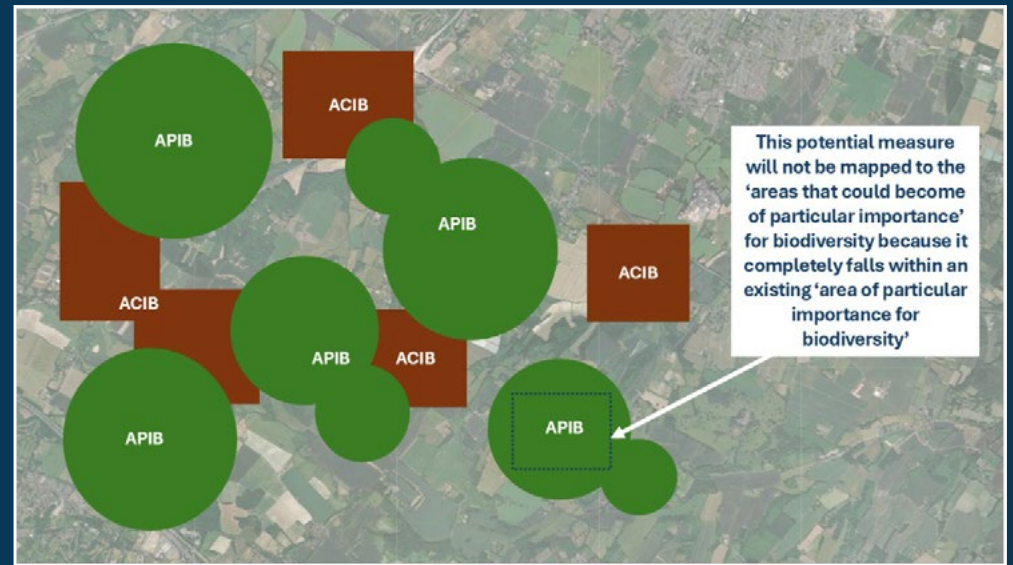 ACIB
APIB
APIB
ACIB
ACIB
APIB
ACIB
APIB
APIB
This potential measure
will not be mapped to the
‘areas that could become
of particular importance’
for biodiversity because it
completely falls within an
existing ‘area of particular
importance for
biodiversity’